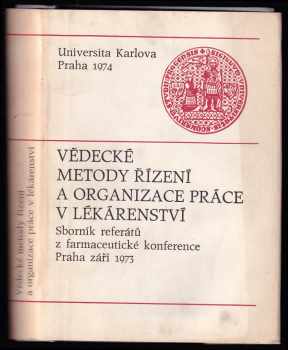 Universita Karlova
Praha 1974
VĚDECKÉ
METODY ŘÍZENÍ
A ORGANIZACE PRÁCE
V LÉKÁRENSTVÍ
Sborník referátů
z farmaceutické konference
Praha září 1973
Vědecké metody řízení
a organizace práce v lékárenství